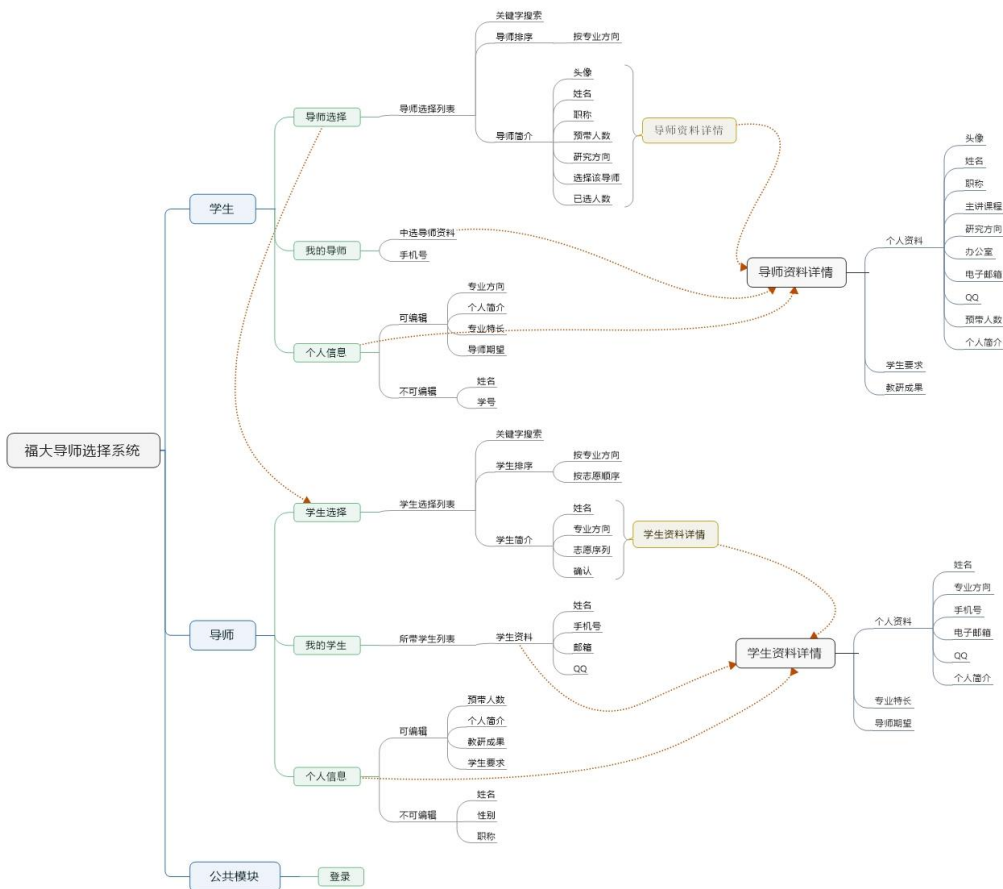 福大导师选择系统
学生
导师选择
导师选择列表
关键字搜索
导师排序
按专业方向
导师简介
头像
姓名
职称
预带人数
研究方向
选择该导师
已选人数
导师资料详情
我的导师
中选导师资料
手机号
个人信息
可编辑
专业方向
个人简介
专业特长
导师期望
不可编辑
姓名
学号
导师资料详情
个人资料
头像
姓名
职称
主讲课程
研究方向
办公室
电子邮箱
QQ
预带人数
个人简介
学生要求
教研成果
导师
学生选择
学生选择列表
关键字搜索
学生排序
按专业方向
按志愿顺序
学生简介
姓名
专业方向
志愿序列
确认
学生资料详情
我的学生
所带学生列表
学生资料
姓名
手机号
邮箱
QQ
个人信息
可编辑
预带人数
个人简介
教研成果
学生要求
不可编辑
姓名
性别
职称
学生资料详情
个人资料
姓名
专业方向
手机号
电子邮箱
QQ
个人简介
专业特长
导师期望
公共模块
登录